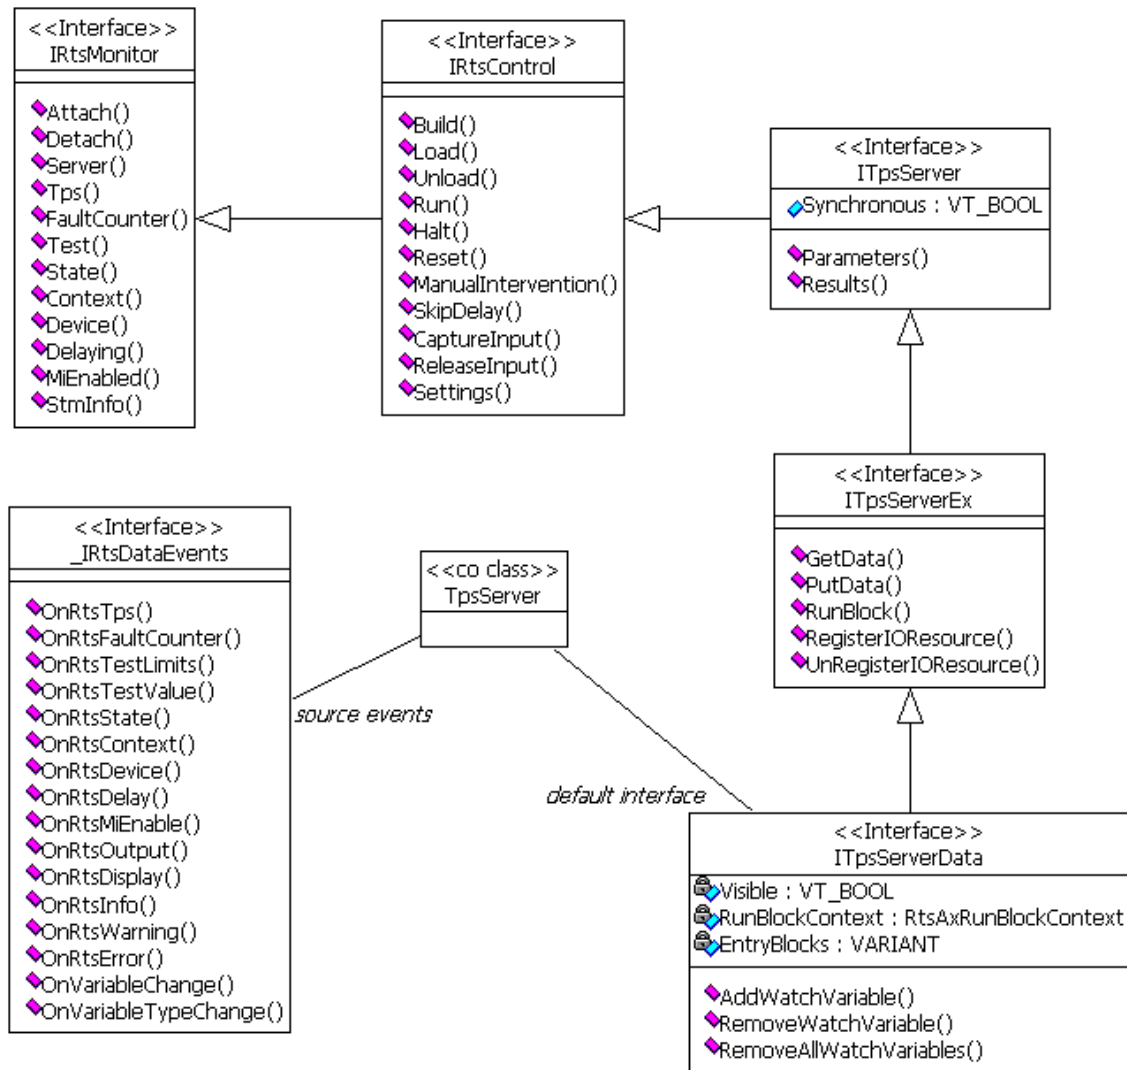 <<Interface>>
IRtsMonitor
Attach()
Detach()
Server()
Tps()
FaultCounter()
Test()
State()
Context()
Device()
Delaying()
MiEnabled()
StmInfo()
<<Interface>>
IRtsControl
Build()
Load()
Unload()
Run()
Halt()
Reset()
ManualIntervention()
SkipDelay()
CaptureInput()
ReleaseInput()
Settings()
<<Interface>>
ITpsServer
Synchronous : VT_BOOL
Parameters()
Results()
<<Interface>>
ITpsServerEx
GetData()
PutData()
RunBlock()
RegisterIOResource()
UnRegisterIOResource()
<<Interface>>
_IRtsDataEvents
OnRtsTps()
OnRtsFaultCounter()
OnRtsTestLimits()
OnRtsTestValue()
OnRtsState()
OnRtsContext()
OnRtsDevice()
OnRtsDelay()
OnRtsMiEnable()
OnRtsOutput()
OnRtsDisplay()
OnRtsInfo()
OnRtsWarning()
OnRtsError()
OnVariableChange()
OnVariableTypeChange()
<<co class>>
TpsServer
source events
default interface
<<Interface>>
ITpsServerData
Visible : VT_BOOL
RunBlockContext : RtsAxRunBlockContext
EntryBlocks : VARIANT
AddWatchVariable()
RemoveWatchVariable()
RemoveAllWatchVariables()